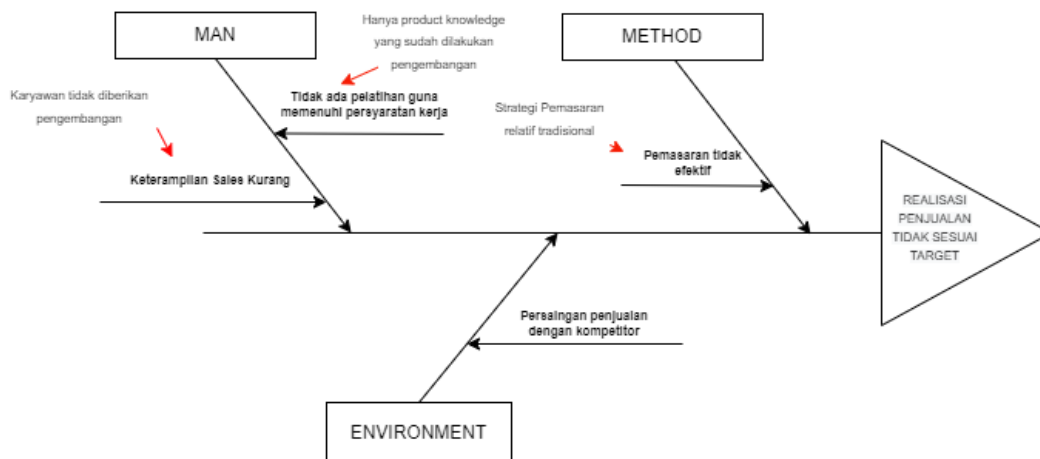 MAN
Hanya product knowledge
yang sudah dilakukan
pengembangan
METHOD
Karyawan tidak diberikan
pengembangan
Tidak ada pelatihan guna
memenuhi persyaratan kerja
Strategi Pemasaran
relatif tradisional
Keterampilan Sales Kurang
Pemasaran tidak
efektif
REALISASI
PENJUALAN
TIDAK SESUAI
TARGET
Persaingan penjualan
dengan kompetitor
ENVIRONMENT